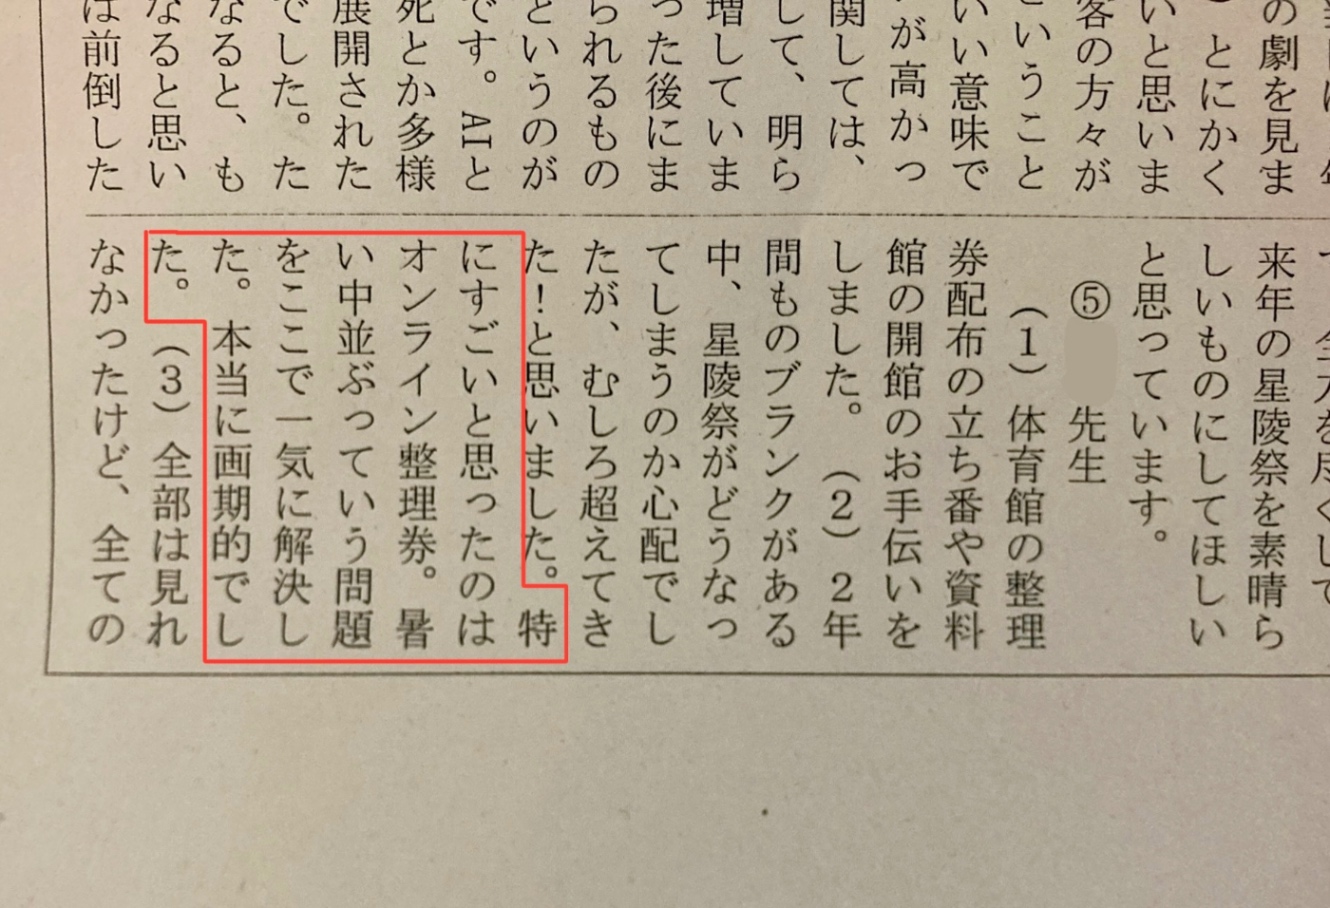 の劇を見ま
とにかく
いと思いま
客の方々が
ということ
いい意味で
が高かっ
関しては、
して、明ら
増していま
った後にま
られるもの
というのが
です。AIと
死とか多様
展開された
でした。た
なると、も
なると思い
は前倒した
全力を尽くして
来年の星陵祭を素晴ら
しいものにしてほしい
と思っています。
⑤ 先生
（1）体育館の整理
券配布の立ち番や資料
館の開館のお手伝いを
しました。（2）2年
間ものブランクがある
中、星陵祭がどうなっ
てしまうのか心配でし
たが、むしろ超えてき
た！と思いました。特
にすごいと思ったのは
オンライン整理券。暑
い中並ぶっていう問題
をここで一気に解決し
た。本当に画期的でし
た。（3）全部は見れ
なかったけど、全ての